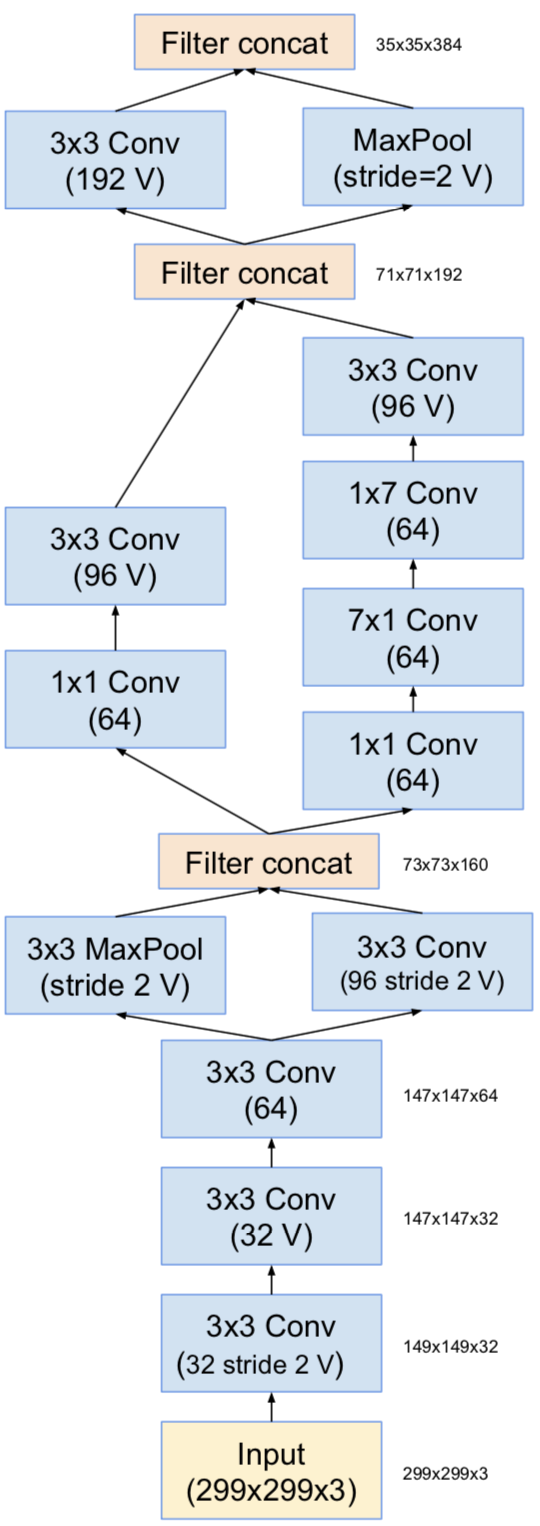 Filter concat
35x35x384
3x3 Conv
(192 V)
MaxPool
(stride=2 V)
Filter concat
71x71x192
3x3 Conv
(96 V)
1x7 Conv
(64)
3x3 Conv
(96 V)
7x1 Conv
(64)
1x1 Conv
(64)
1x1 Conv
(64)
Filter concat
73x73x160
3x3 MaxPool
(stride 2 V)
3x3 Conv
(96 stride 2 V)
3x3 Conv
(64)
147x147x64
3x3 Conv
(32 V)
147x147x32
3x3 Conv
(32 stride 2 V)
149x149x32
Input
(299x299x3)
299x299x3